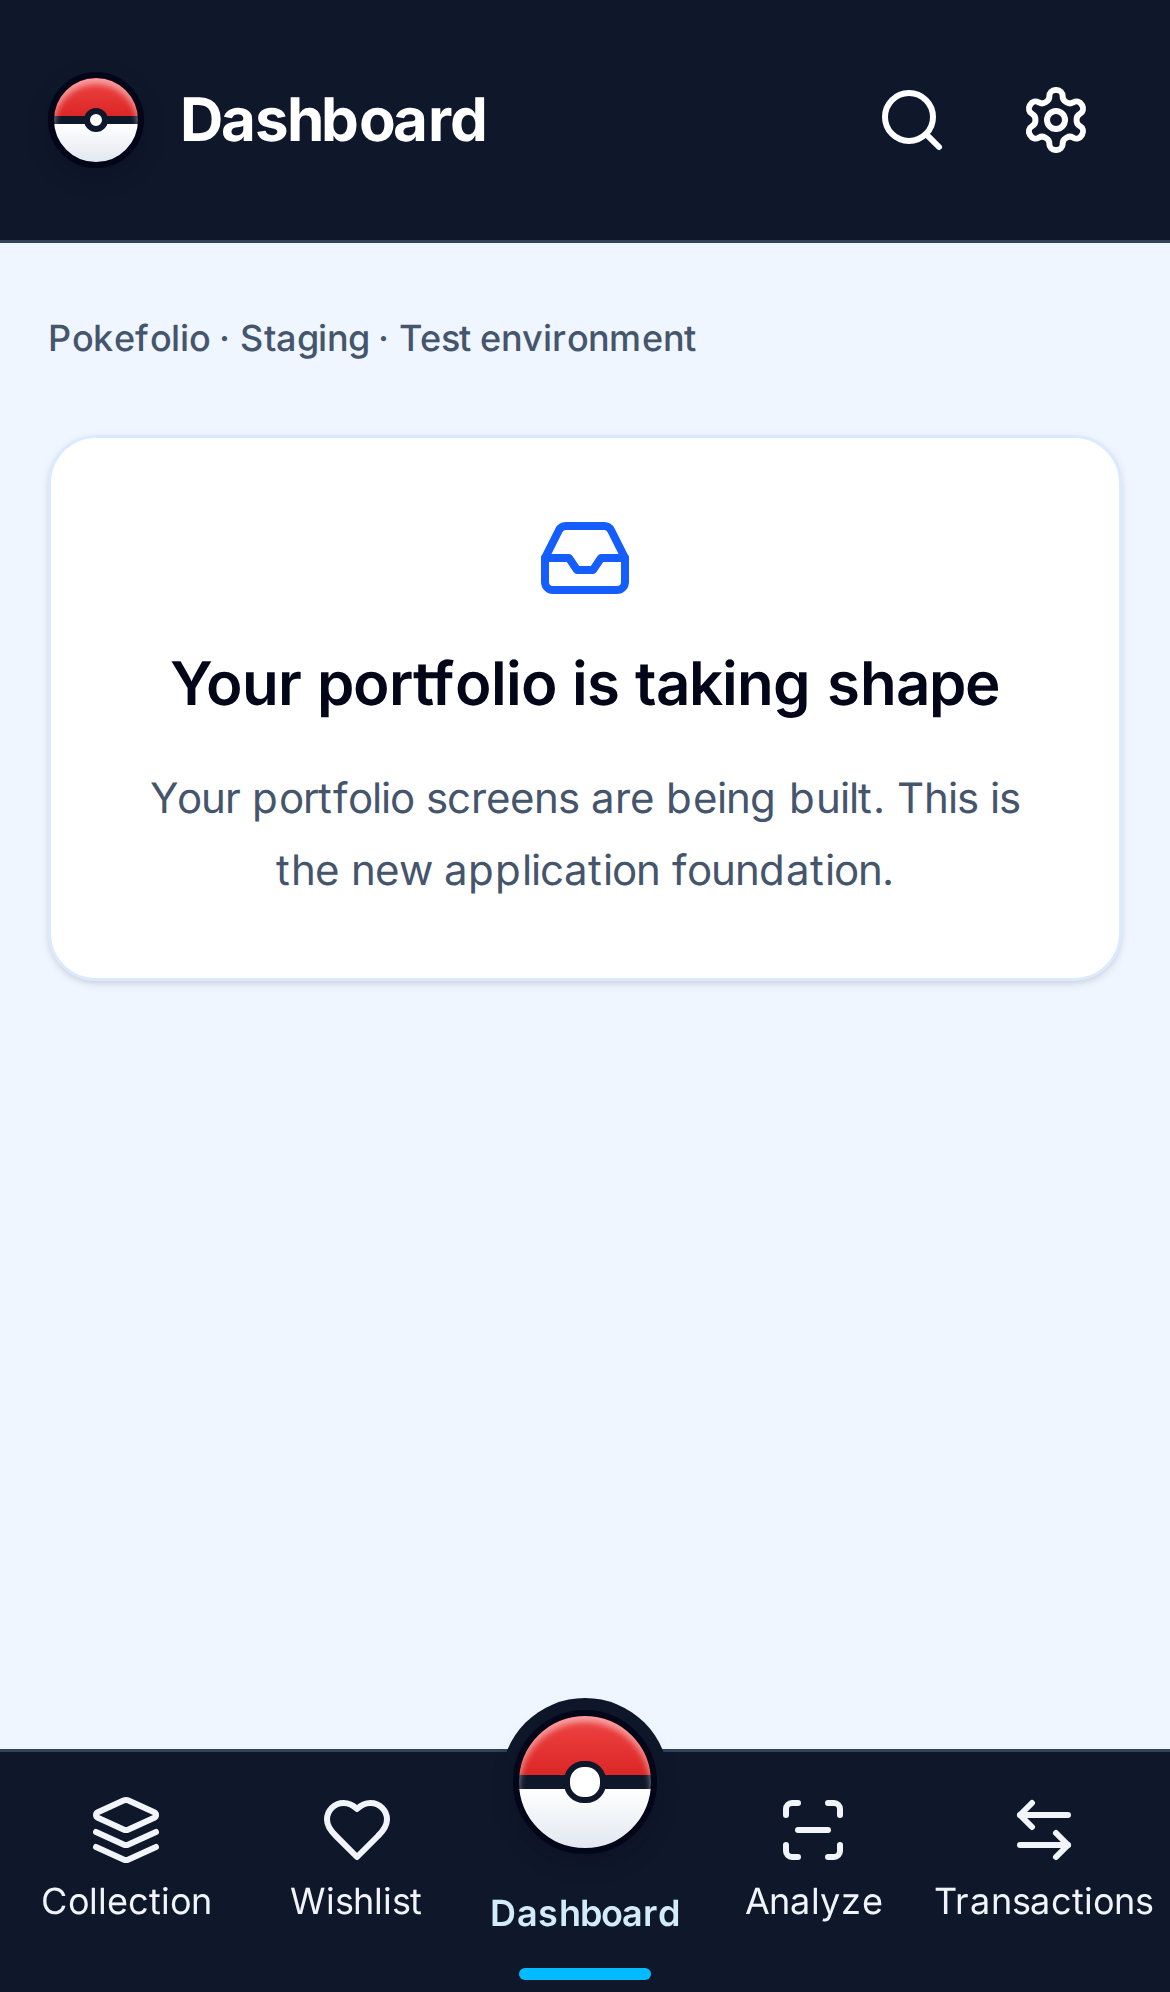 Dashboard
Pokefolio · Staging · Test environment
Your portfolio is taking shape
Your portfolio screens are being built. This is
the new application foundation.
Collection
Wishlist
Dashboard
Analyze
Transactions